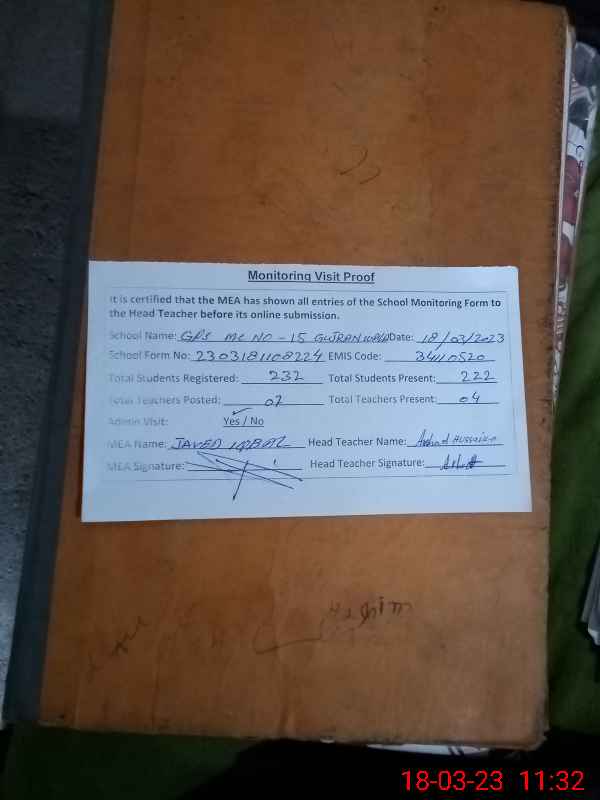 Monitoring Visit Proof
It is certified that the MEA has shown all entries of the School Monitoring Form to
the Head Teacher before its online submission.
School Name: GPS MC NO-15 GUJRANWALA Date: 18/03/2023
School Form No: 2303181108224 EMIS Code: 34110520
Total Students Registered: 232 Total Students Present: 222
Total Teachers Posted: 07 Total Teachers Present: 04
Admin Visit: Yes / No
MEA Name: JAVED IQBAL Head Teacher Name: Arshad Hussain
MEA Signature: Head Teacher Signature:
18-03-23 11:32